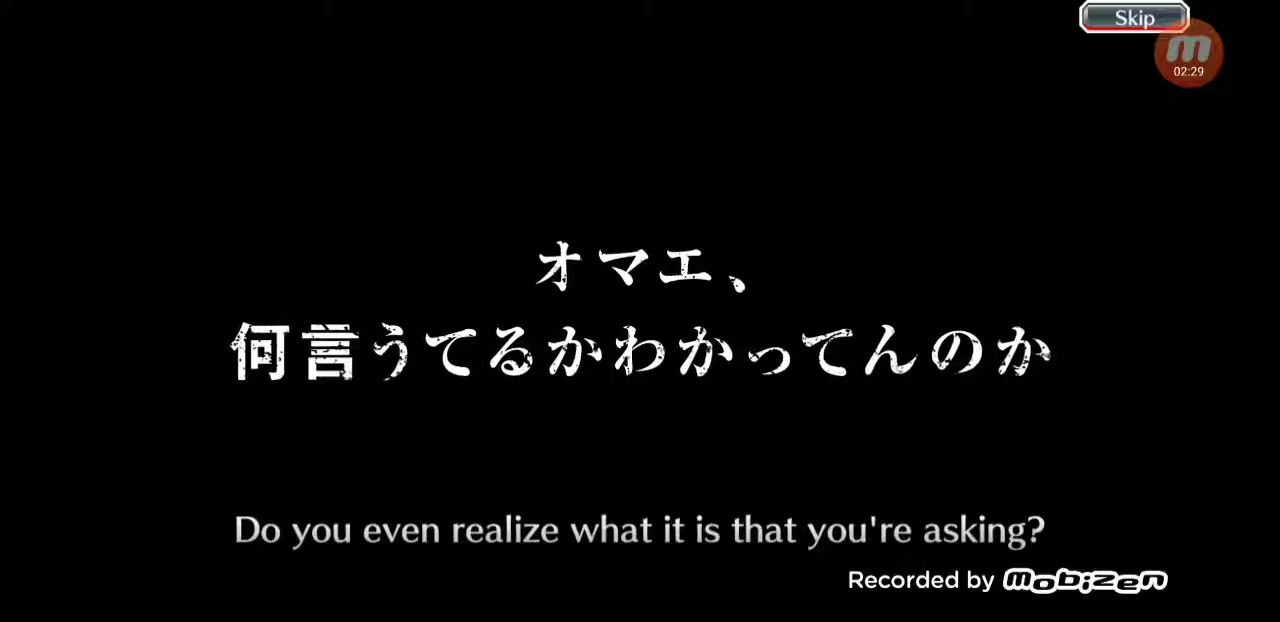 Skip
02:29
オマエ、
何言うてるかわかってんのか
Do you even realize what it is that you're asking?
Recorded by mobizen